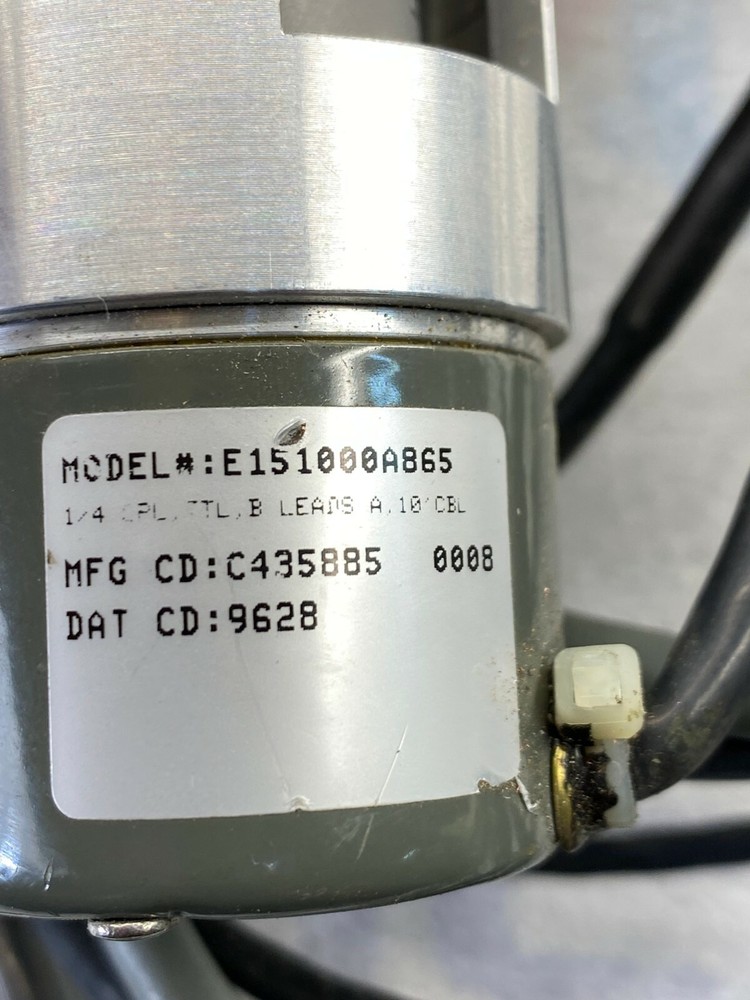 MODEL#:E151000A865
1/4 CPL,TTL,B LEADS A,10'CBL
MFG CD:C435885 0008
DAT CD:9628